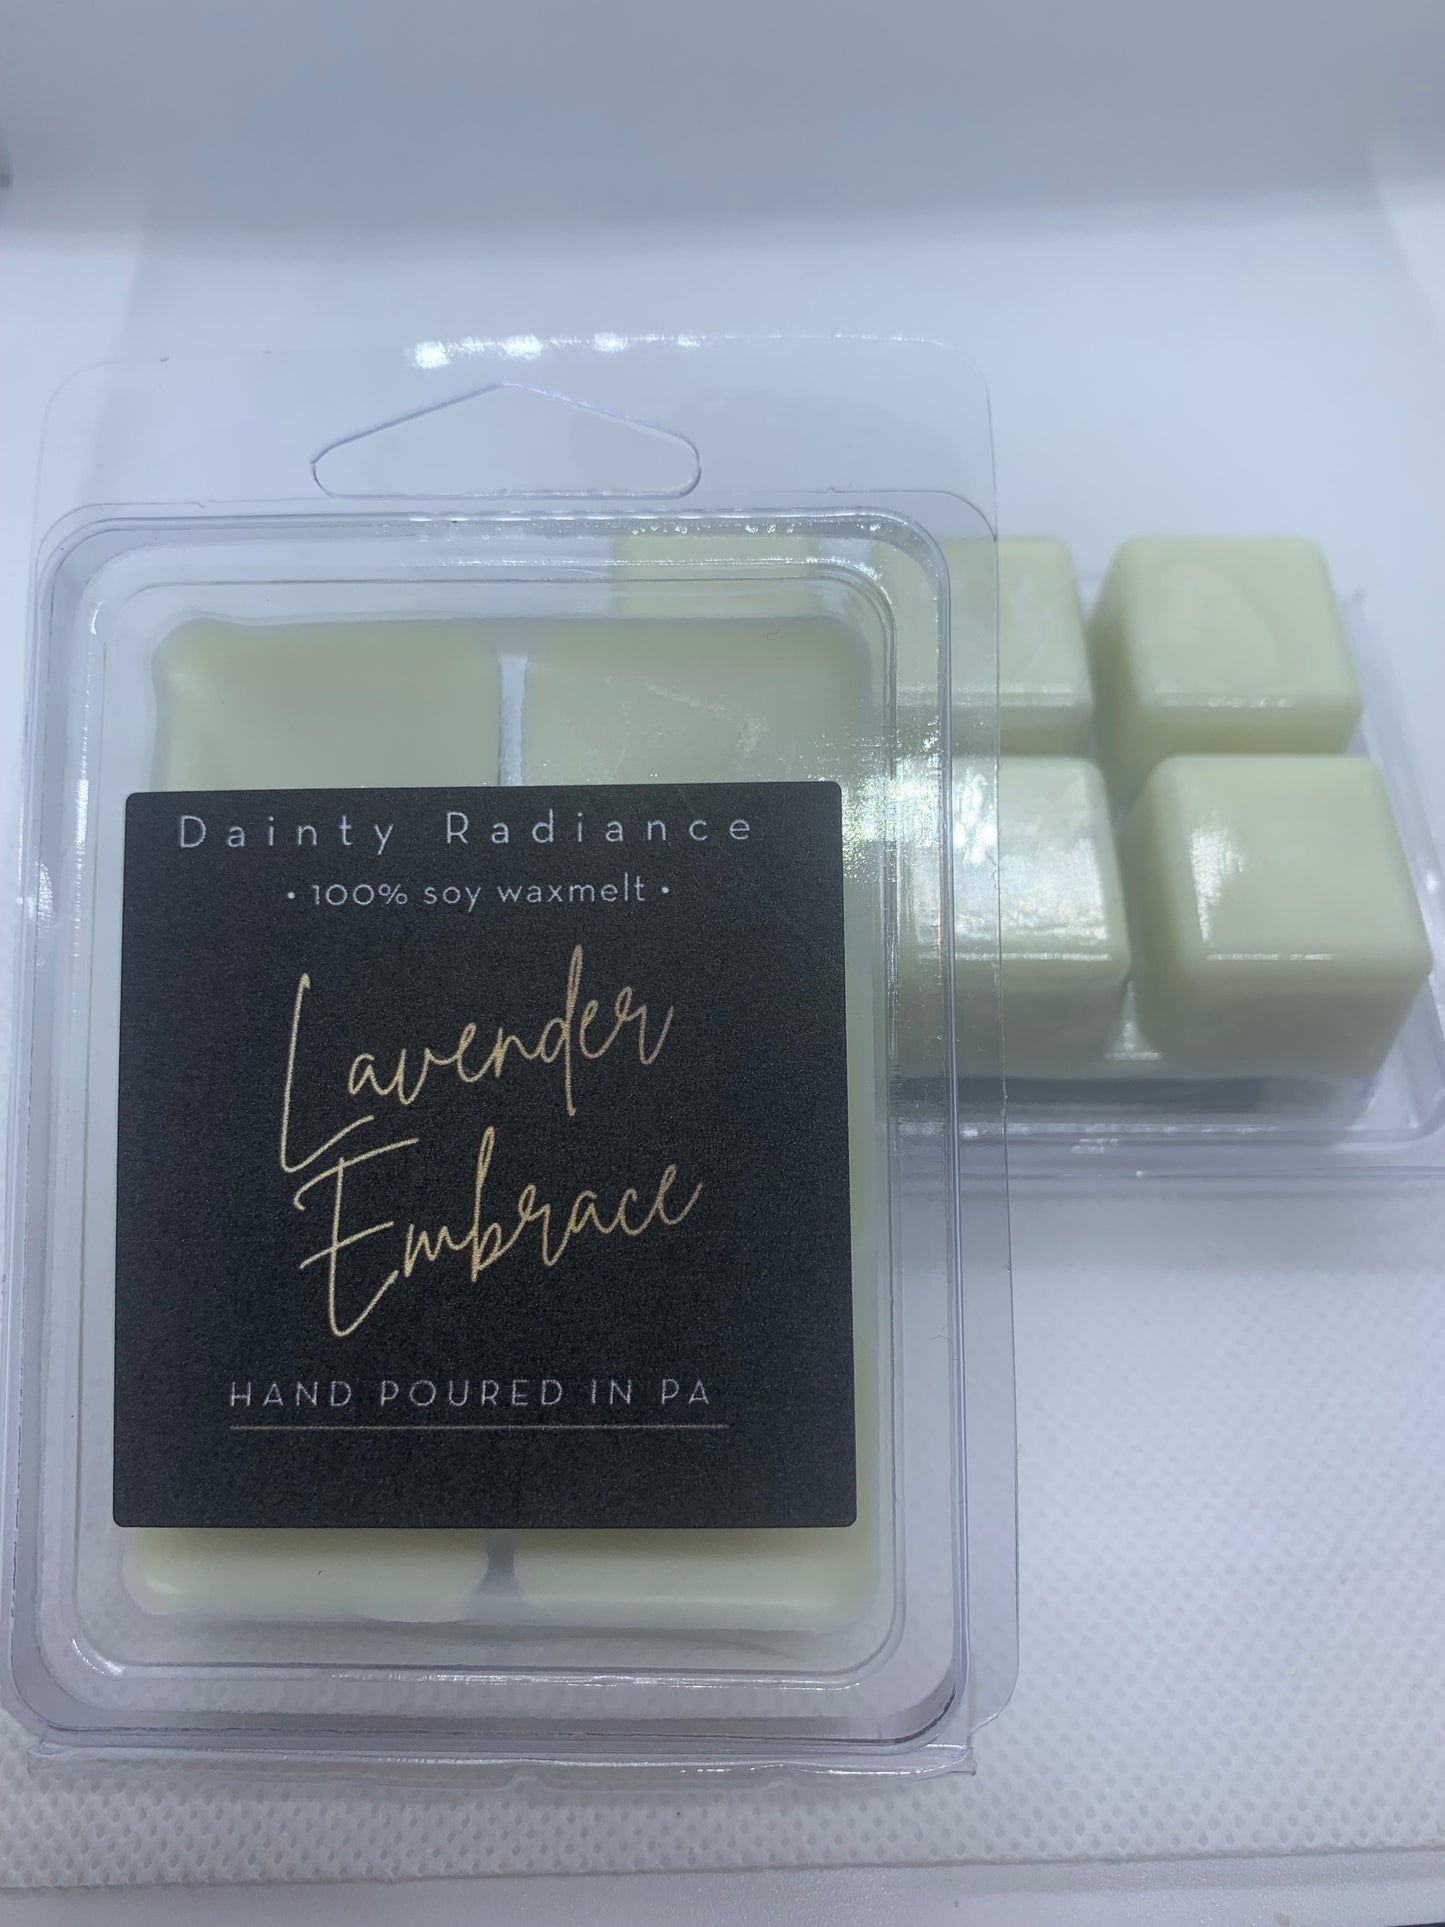 Dainty Radiance
• 100% soy waxmelt •
Lavender
Embrace
HAND POURED IN PA